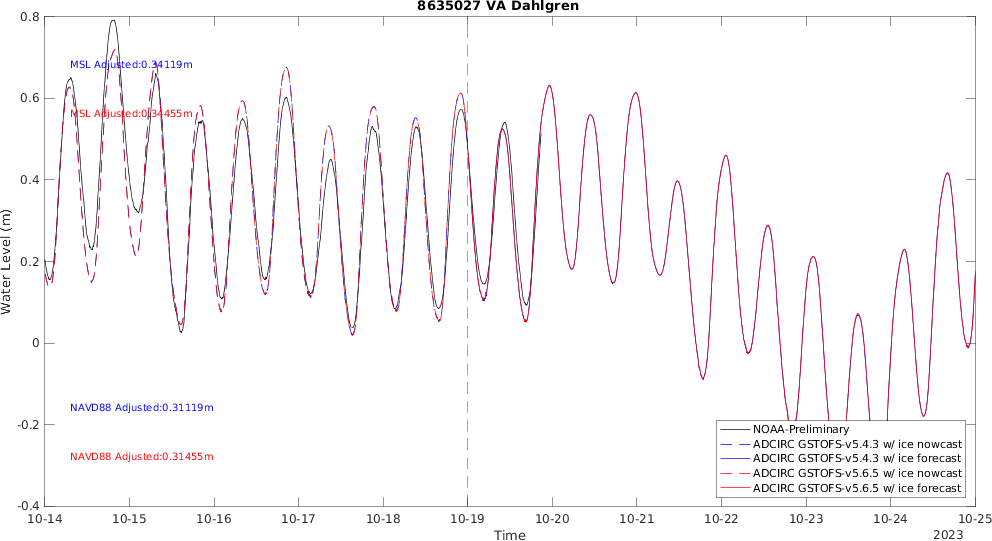 8635027 VA Dahlgren
0.8
0.6
0.4
0.2
0
-0.2
-0.4
Water Level (m)
MSL Adjusted:0.34119m
MSL Adjusted:0.34455m
NAVD88 Adjusted:0.31119m
NAVD88 Adjusted:0.31455m
NOAA-Preliminary
ADCIRC GSTOFS-v5.4.3 w/ ice nowcast
ADCIRC GSTOFS-v5.4.3 w/ ice forecast
ADCIRC GSTOFS-v5.6.5 w/ ice nowcast
ADCIRC GSTOFS-v5.6.5 w/ ice forecast
10-14 10-15 10-16 10-17 10-18 10-19 10-20 10-21 10-22 10-23 10-24 10-25
Time
2023